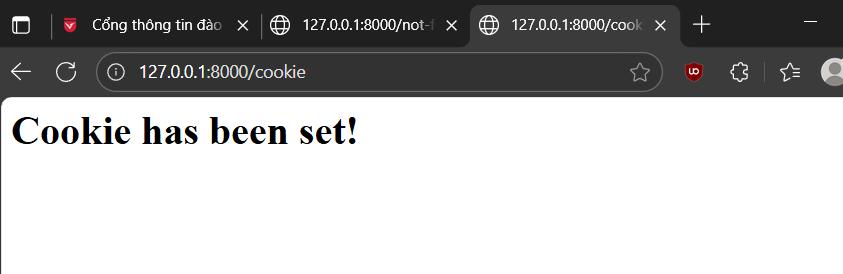 Cổng thông tin đào
127.0.0.1:8000/not-f
127.0.0.1:8000/cook
127.0.0.1:8000/cookie
Cookie has been set!